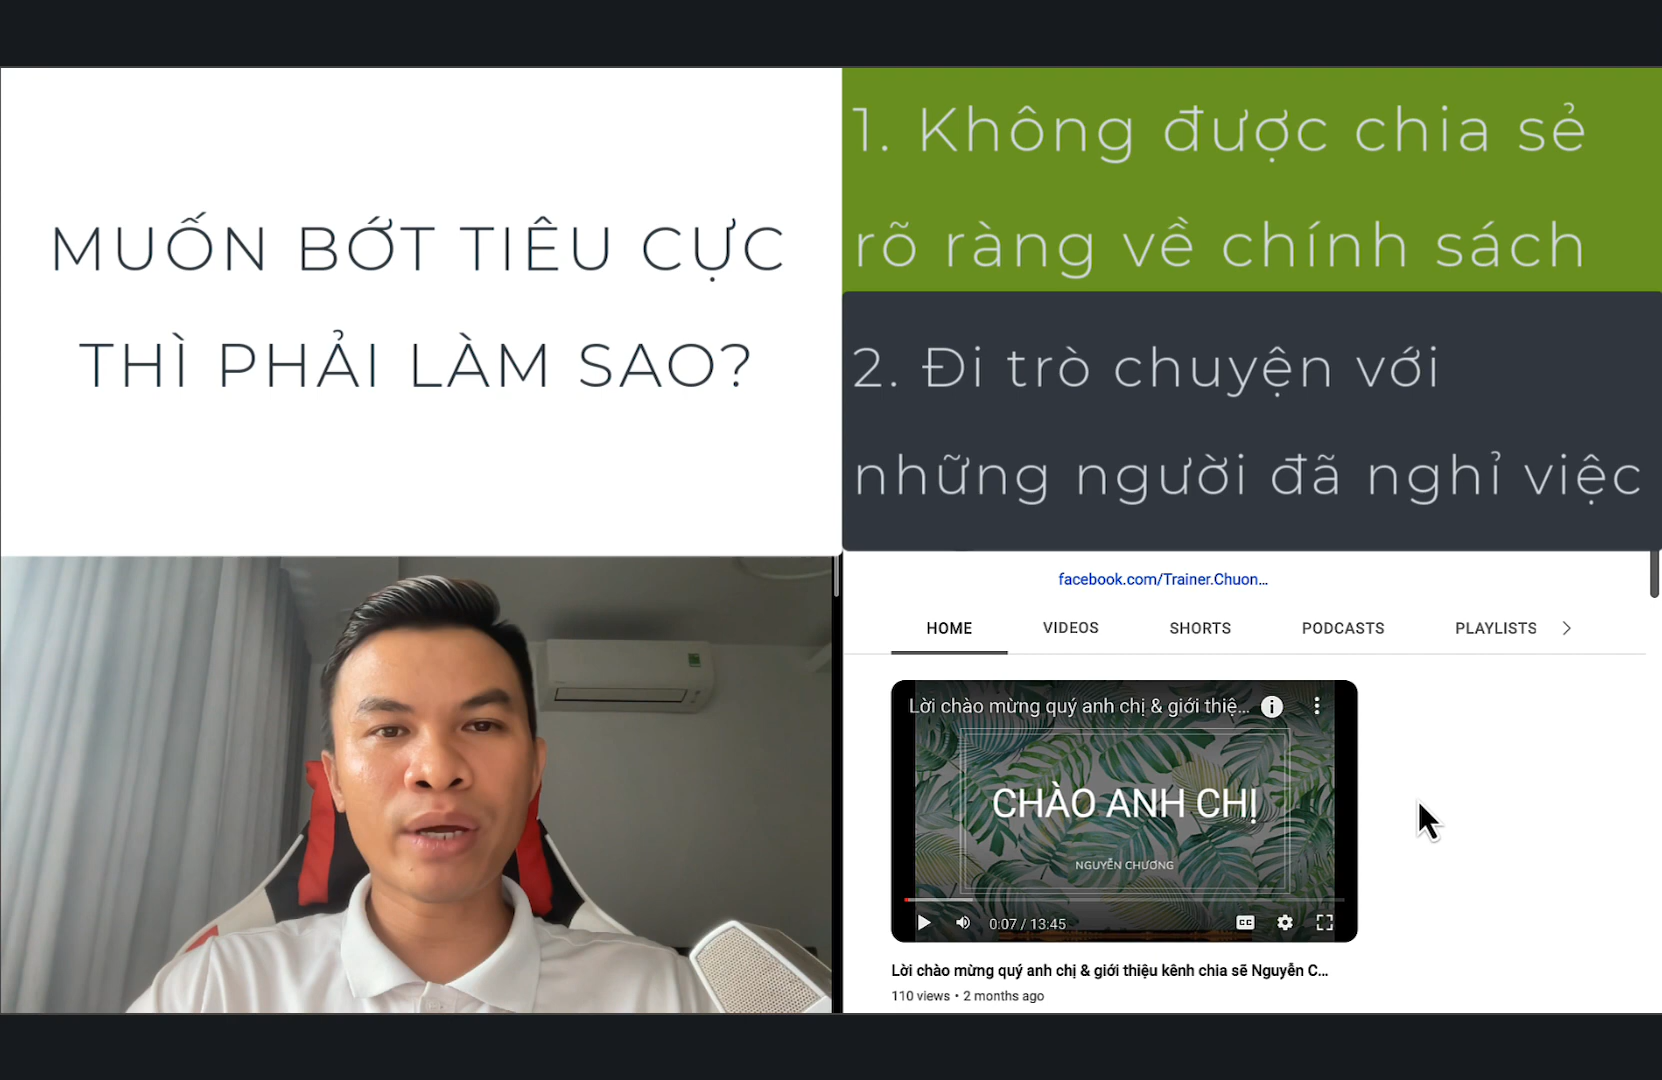 MUỐN BỚT TIÊU CỰC
THÌ PHẢI LÀM SAO?
1. Không được chia sẻ
rõ ràng về chính sách
2. Đi trò chuyện với
những người đã nghỉ việc
facebook.com/Trainer.Chuon...
HOME VIDEOS SHORTS PODCASTS PLAYLISTS
Lời chào mừng quý anh chị & giới thiệ...
CHÀO ANH CHỊ
NGUYỄN CHƯƠNG
0:07 / 13:45
CC
Lời chào mừng quý anh chị & giới thiệu kênh chia sẽ Nguyễn C...
110 views • 2 months ago